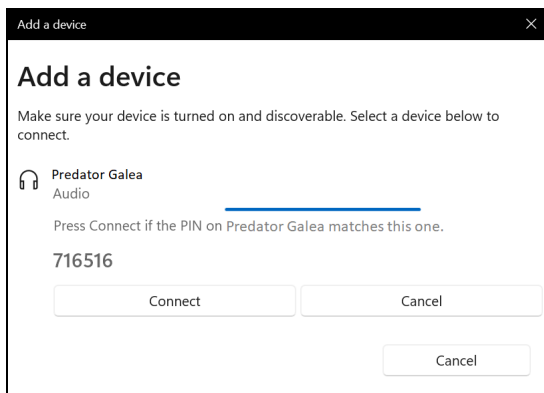 Add a device
Add a device
Make sure your device is turned on and discoverable. Select a device below to
connect.
Predator Galea
Audio
Press Connect if the PIN on Predator Galea matches this one.
716516
Connect
Cancel
Cancel